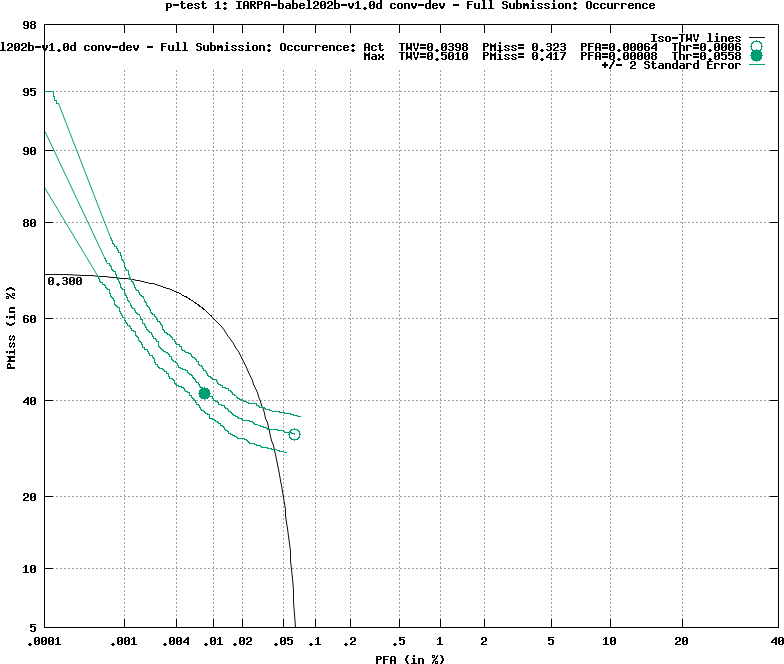 p-test 1: IARPA-babel202b-v1.0d conv-dev - Full Submission: Occurrence
98
Iso-TWV lines
l202b-v1.0d conv-dev - Full Submission: Occurrence: Act TWV=0.0398 PMiss= 0.323 PFA=0.00064 Thr=0.0006
Max TWV=0.5010 PMiss= 0.417 PFA=0.00008 Thr=0.0558
+/- 2 Standard Error
95
90
80
0.300
60
PMiss (in %)
40
20
10
5
.0001 .001 .004 .01 .02 .05 .1 .2 .5 1 2 5 10 20 40
PFA (in %)